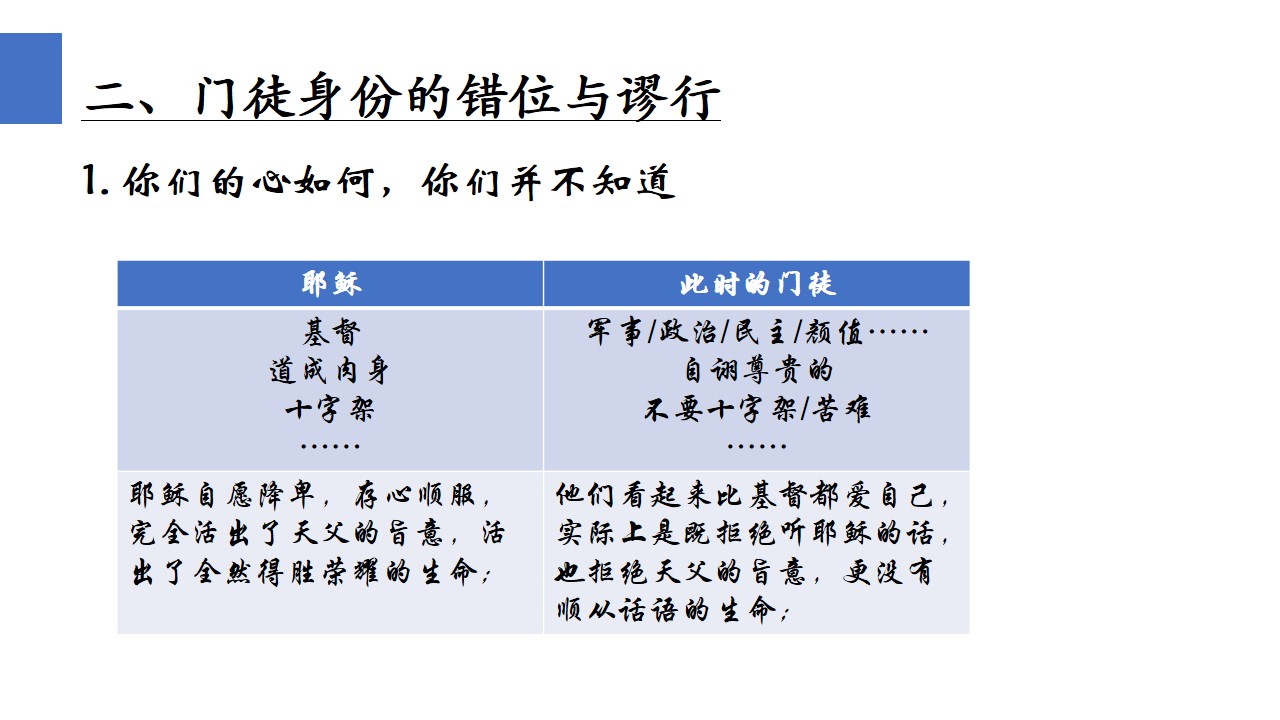 二、门徒身份的错位与谬行
1. 你们的心如何，你们并不知道
耶稣
此时的门徒
基督
道成肉身
十字架
……
军事/政治/民主/颜值……
自诩尊贵的
不要十字架/苦难
……
耶稣自愿降卑，存心顺服，
完全活出了天父的旨意，活
出了全然得胜荣耀的生命；
他们看起来比基督都爱自己，
实际上是既拒绝听耶稣的话，
也拒绝天父的旨意，更没有
顺从话语的生命；